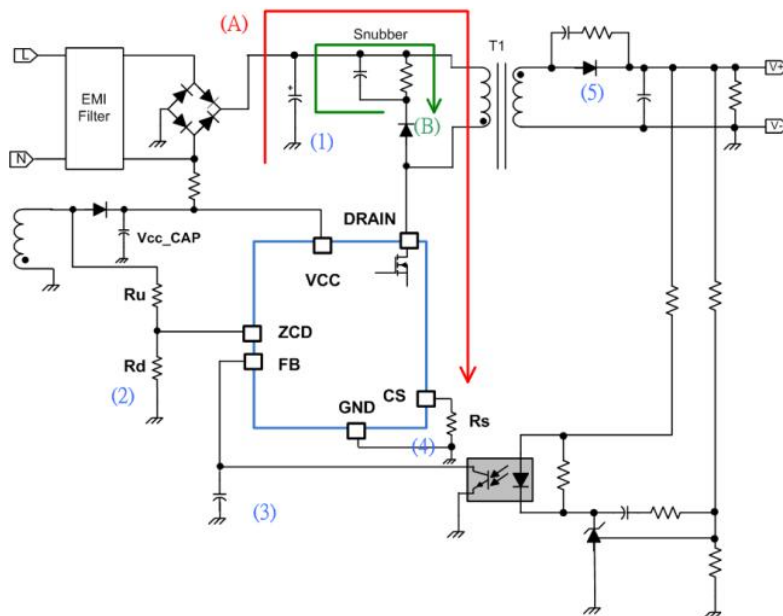 (A)
Snubber
T1
L
EMI
Filter
V+
(5)
(1)
(B)
N
V-
DRAIN
Vcc_CAP
VCC
Ru
ZCD
Rd
FB
(2)
CS
GND
Rs
(4)
(3)